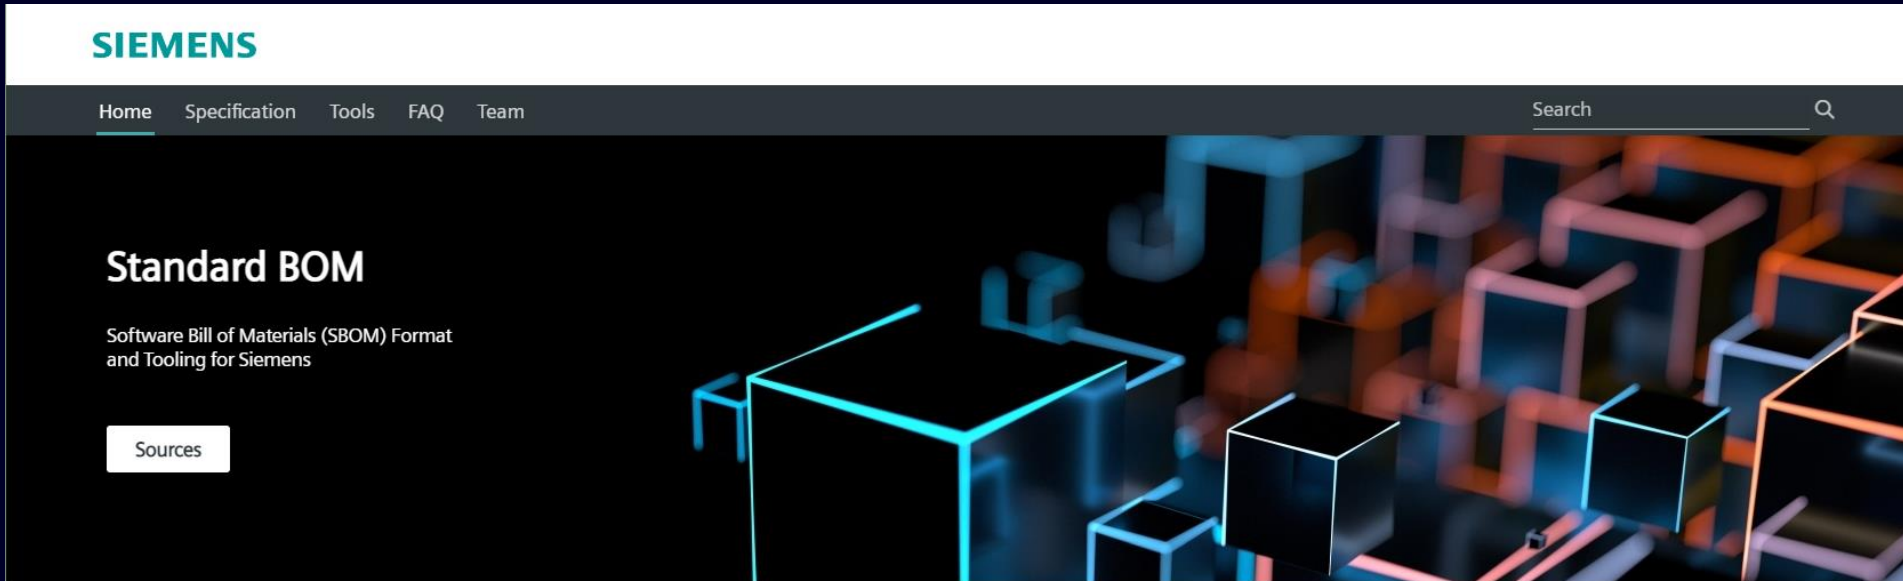 SIEMENS
Home Specification Tools FAQ Team Search
Standard BOM
Software Bill of Materials (SBOM) Format
and Tooling for Siemens
Sources